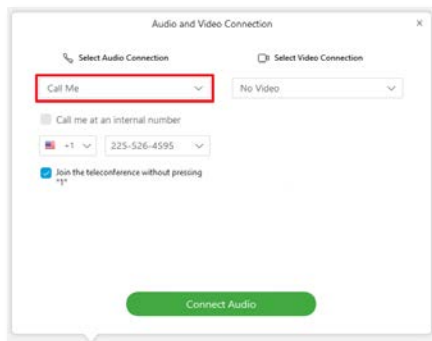 Audio and Video Connection
Select Audio Connection
Select Video Connection
Call Me
No Video
Call me at an internal number
+1
225-526-4595
Join the teleconference without pressing
"1"
Connect Audio